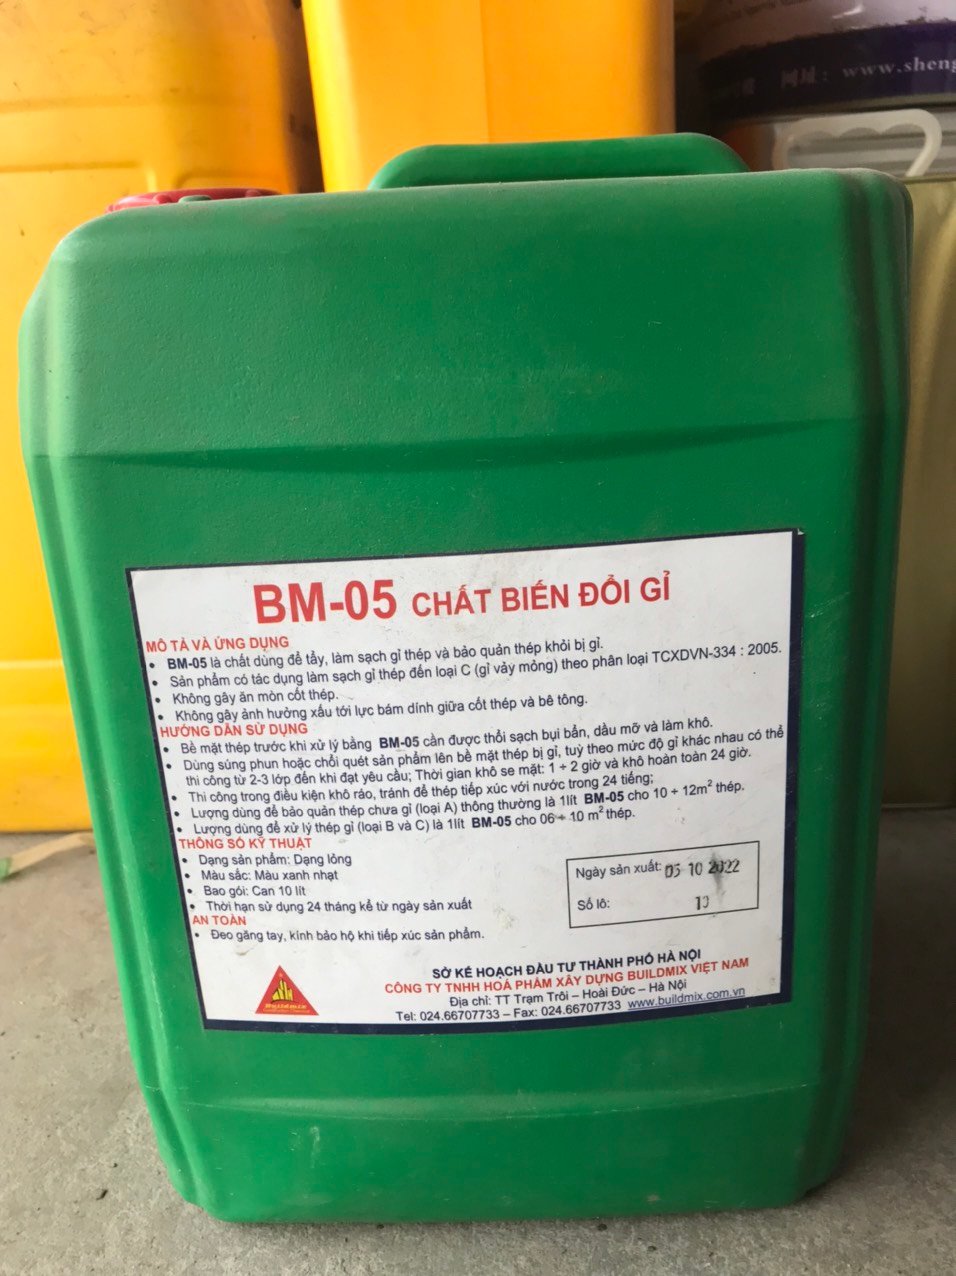 网址：www.sheng
BM-05 CHẤT BIẾN ĐỔI GỈ
MÔ TẢ VÀ ỨNG DỤNG
• BM-05 là chất dùng để tẩy, làm sạch gỉ thép và bảo quản thép khỏi bị gỉ.
• Sản phẩm có tác dụng làm sạch gỉ thép đến loại C (gỉ vảy mỏng) theo phân loại TCXDVN-334 : 2005.
• Không gây ăn mòn cốt thép.
• Không gây ảnh hưởng xấu tới lực bám dính giữa cốt thép và bê tông.
HƯỚNG DẪN SỬ DỤNG
• Bề mặt thép trước khi xử lý bằng BM-05 cần được thổi sạch bụi bẩn, dầu mỡ và làm khô.
• Dùng súng phun hoặc chổi quét sản phẩm lên bề mặt thép bị gỉ, tuỳ theo mức độ gỉ khác nhau có thể
thi công từ 2-3 lớp đến khi đạt yêu cầu; Thời gian khô se mặt: 1 ÷ 2 giờ và khô hoàn toàn 24 giờ.
• Thi công trong điều kiện khô ráo, tránh để thép tiếp xúc với nước trong 24 tiếng;
• Lượng dùng để bảo quản thép chưa gỉ (loại A) thông thường là 1lít BM-05 cho 10 ÷ 12m² thép.
• Lượng dùng để xử lý thép gỉ (loại B và C) là 1lít BM-05 cho 06 ÷ 10 m² thép.
THÔNG SỐ KỸ THUẬT
• Dạng sản phẩm: Dạng lỏng
• Màu sắc: Màu xanh nhạt
• Bao gói: Can 10 lít
• Thời hạn sử dụng 24 tháng kể từ ngày sản xuất
Ngày sản xuất: 05 10 2022
Số lô: 10
AN TOÀN
• Đeo găng tay, kính bảo hộ khi tiếp xúc sản phẩm.
Buildmix
SỞ KẾ HOẠCH ĐẦU TƯ THÀNH PHỐ HÀ NỘI
CÔNG TY TNHH HOÁ PHẨM XÂY DỰNG BUILDMIX VIỆT NAM
Địa chỉ: TT Trạm Trôi – Hoài Đức – Hà Nội
Tel: 024.66707733 – Fax: 024.66707733 www.buildmix.com.vn